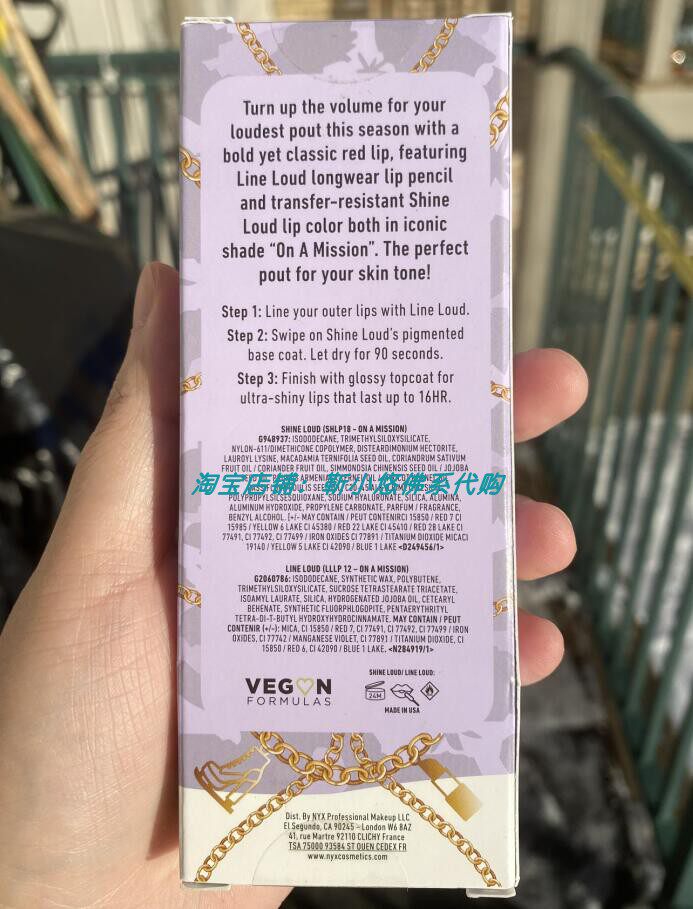 Turn up the volume for your
loudest pout this season with a
bold yet classic red lip, featuring
Line Loud longwear lip pencil
and transfer-resistant Shine
Loud lip color both in iconic
shade “On A Mission”. The perfect
pout for your skin tone!
Step 1: Line your outer lips with Line Loud.
Step 2: Swipe on Shine Loud's pigmented
base coat. Let dry for 90 seconds.
Step 3: Finish with glossy topcoat for
ultra-shiny lips that last up to 16HR.
SHINE LOUD (SHLP18 - ON A MISSION)
G948937: ISODODECANE, TRIMETHYLSILOXYSILICATE,
NYLON-611/DIMETHICONE COPOLYMER, DISTEARDIMONIUM HECTORITE,
LAUROYL LYSINE, MACADAMIA TERNIFOLIA SEED OIL, CORIANDRUM SATIVUM
FRUIT OIL / CORIANDER FRUIT OIL, SIMMONDSIA CHINENSIS SEED OIL / JOJOBA
淘宝店铺：靳小悠佛系代购
POLYPROPYLSILSESQUIOXANE, SODIUM HYALURONATE, SILICA, ALUMINA,
ALUMINUM HYDROXIDE, PROPYLENE CARBONATE, PARFUM / FRAGRANCE,
BENZYL ALCOHOL. [+/- MAY CONTAIN / PEUT CONTENIRCI 15850 / RED 7 CI
15985 / YELLOW 6 LAKE CI 45380 / RED 22 LAKE CI 45410 / RED 28 LAKE CI
77491, CI 77492, CI 77499 / IRON OXIDES CI 77891 / TITANIUM DIOXIDE MICACI
19140 / YELLOW 5 LAKE CI 42090 / BLUE 1 LAKE <D249456/1>
LINE LOUD (LLLP 12 - ON A MISSION)
G2060786: ISODODECANE, SYNTHETIC WAX, POLYBUTENE,
TRIMETHYLSILOXYSILICATE, SUCROSE TETRASTEARATE TRIACETATE,
ISOAMYL LAURATE, SILICA, HYDROGENATED JOJOBA OIL, CETEARYL
BEHENATE, SYNTHETIC FLUORPHLOGOPITE, PENTAERYTHRITYL
TETRA-DI-T-BUTYL HYDROXYHYDROCINNAMATE. MAY CONTAIN / PEUT
CONTENIR (+/-): MICA, CI 15850 / RED 7, CI 77491, CI 77492, CI 77499 / IRON
OXIDES, CI 77742 / MANGANESE VIOLET, CI 77891 / TITANIUM DIOXIDE, CI
15850 / RED 6, CI 42090 / BLUE 1 LAKE, <N284919/1>
VEGAN
FORMULAS
SHINE LOUD/ LINE LOUD:
24M
MADE IN USA
Dist. By NYX Professional Makeup LLC
El Segundo, CA 90245 – London W6 8AZ
41, rue Martre 92110 CLICHY France
TSA 75000 93584 ST OUEN CEDEX FR
www.nyxcosmetics.com